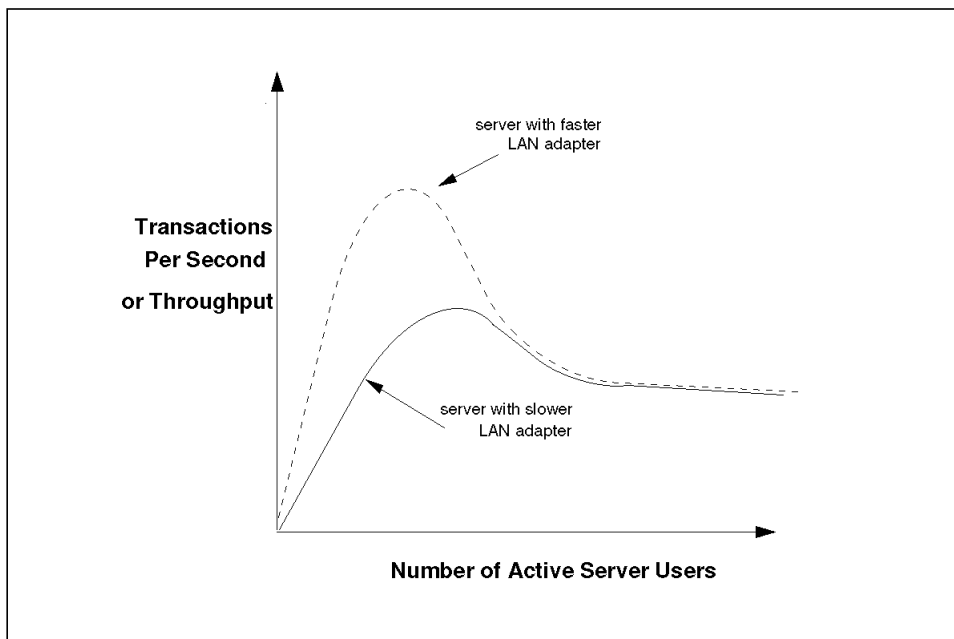 server with faster
LAN adapter
Transactions
Per Second
or Throughput
server with slower
LAN adapter
Number of Active Server Users